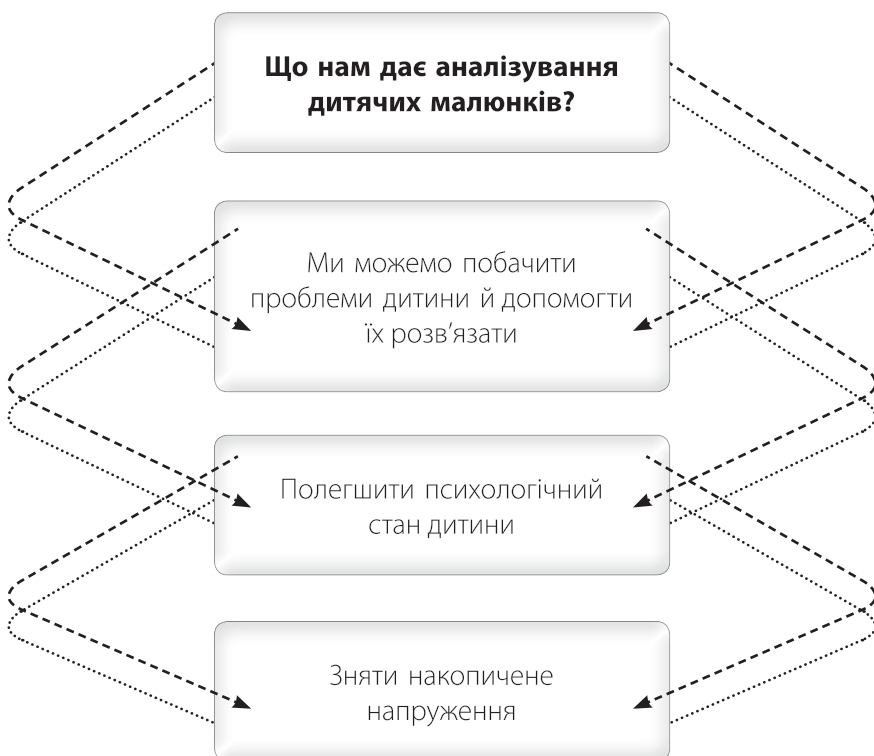 Що нам дає аналізування
дитячих малюнків?
Ми можемо побачити
проблеми дитини й допомогти
їх розв'язати
Полегшити психологічний
стан дитини
Зняти накопичене
напруження